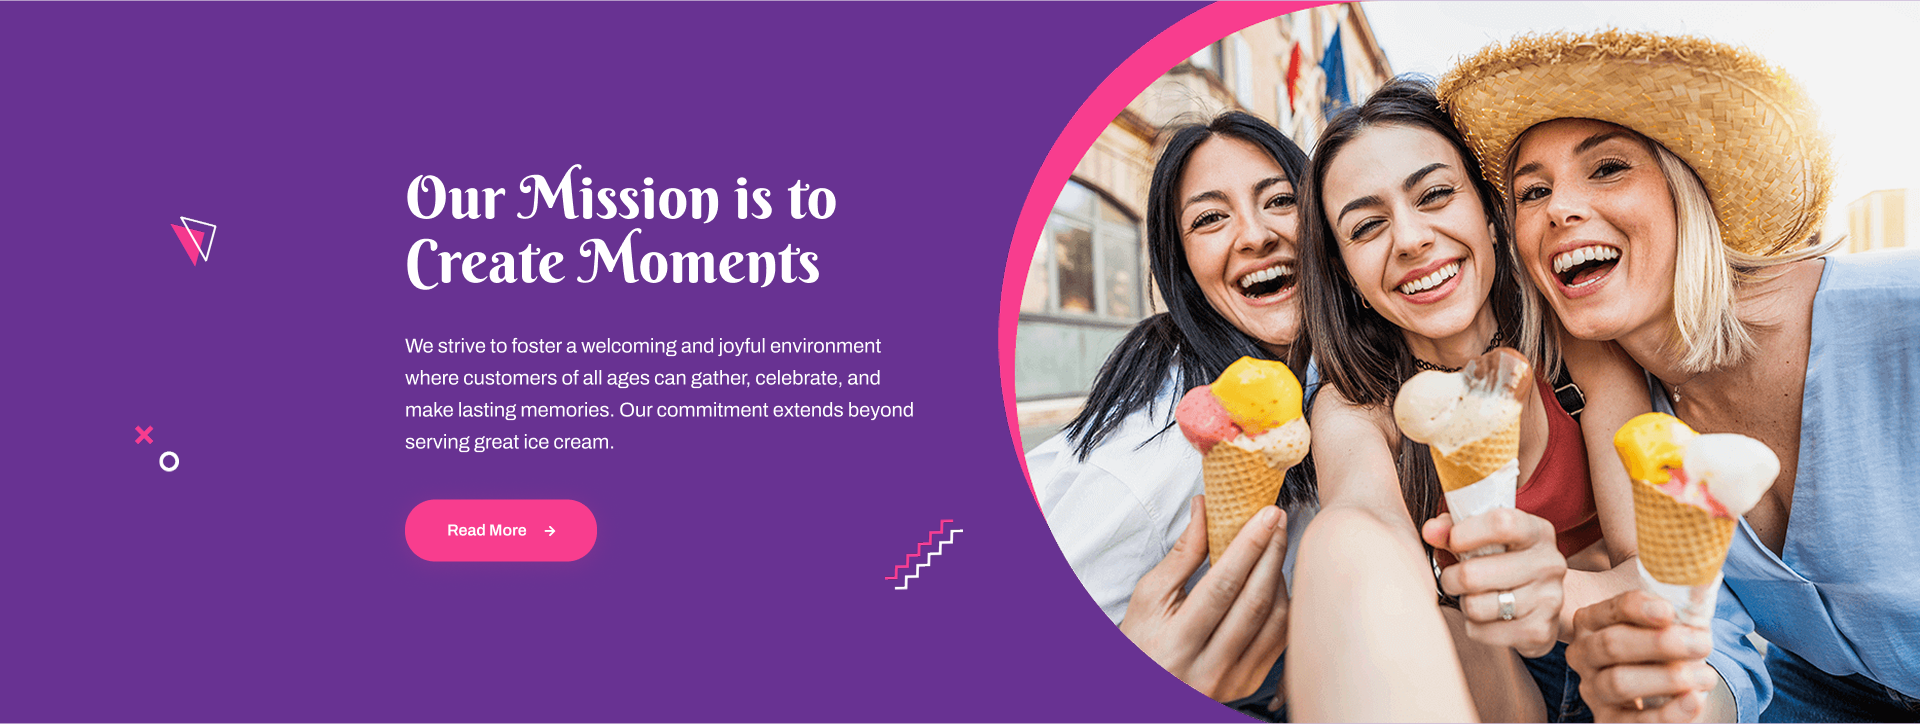 Our Mission is to
Create Moments
We strive to foster a welcoming and joyful environment
where customers of all ages can gather, celebrate, and
make lasting memories. Our commitment extends beyond
serving great ice cream.
Read More →